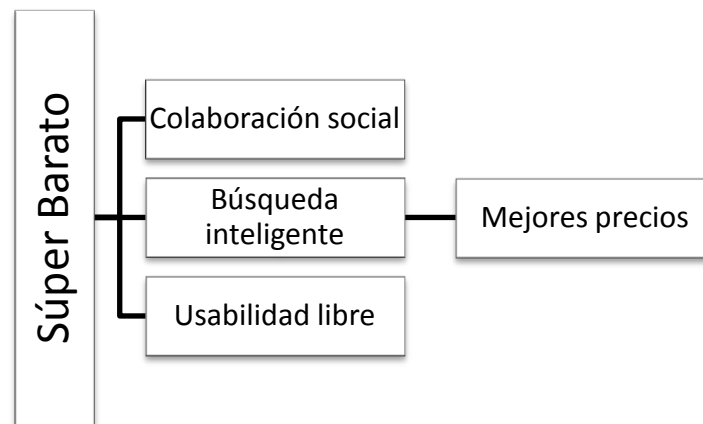 Súper Barato
Colaboración social
Búsqueda
inteligente
Mejores precios
Usabilidad libre